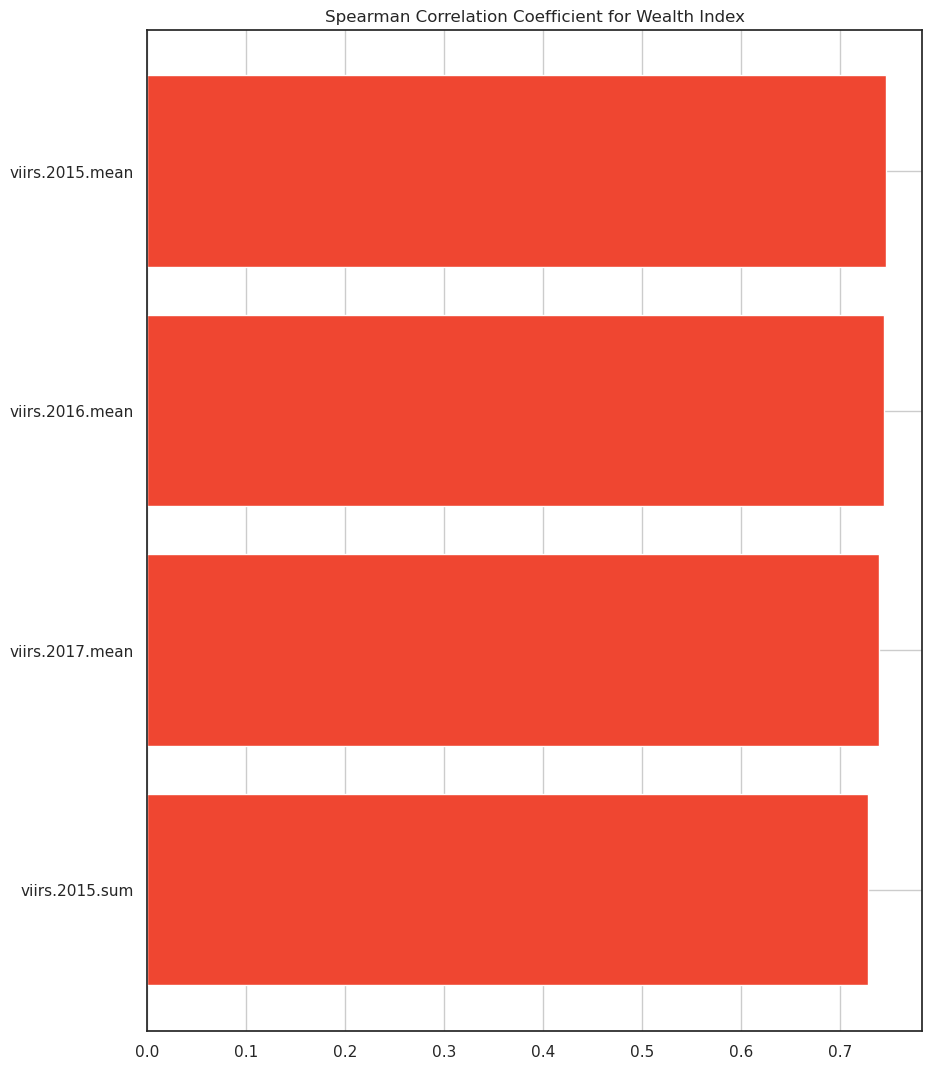 Spearman Correlation Coefficient for Wealth Index
viirs.2015.mean
viirs.2016.mean
viirs.2017.mean
viirs.2015.sum
0.0 0.1 0.2 0.3 0.4 0.5 0.6 0.7